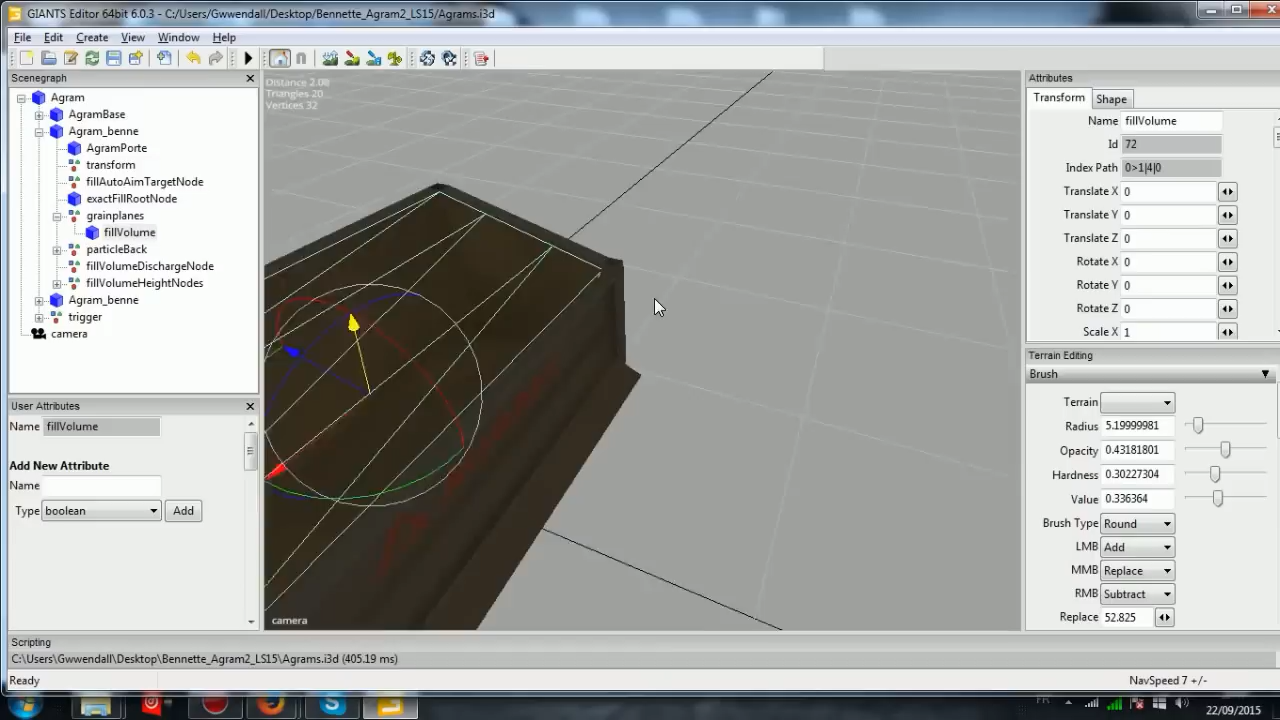 GIANTS Editor 64bit 6.0.3 - C:/Users/Gwwendall/Desktop/Bennette_Agram2_LS15/Agrams.i3d
File Edit Create View Window Help
Scenegraph
Agram
AgramBase
Agram_benne
AgramPorte
transform
fillAutoAimTargetNode
exactFillRootNode
grainplanes
fillVolume
particleBack
fillVolumeDischargeNode
fillVolumeHeightNodes
Agram_benne
trigger
camera
User Attributes
Name fillVolume
Add New Attribute
Name
Type boolean Add
Distance 2.08
Triangles 20
Vertices 32
camera
Attributes
Transform Shape
Name fillVolume
Id 72
Index Path 0>1|4|0
Translate X 0
Translate Y 0
Translate Z 0
Rotate X 0
Rotate Y 0
Rotate Z 0
Scale X 1
Terrain Editing
Brush
Terrain
Radius 5.19999981
Opacity 0.43181801
Hardness 0.30227304
Value 0.336364
Brush Type Round
LMB Add
MMB Replace
RMB Subtract
Replace 52.825
Scripting
C:\Users\Gwwendall\Desktop\Bennette_Agram2_LS15\Agrams.i3d (405.19 ms)
Ready NavSpeed 7 +/-
FR
22/09/2015